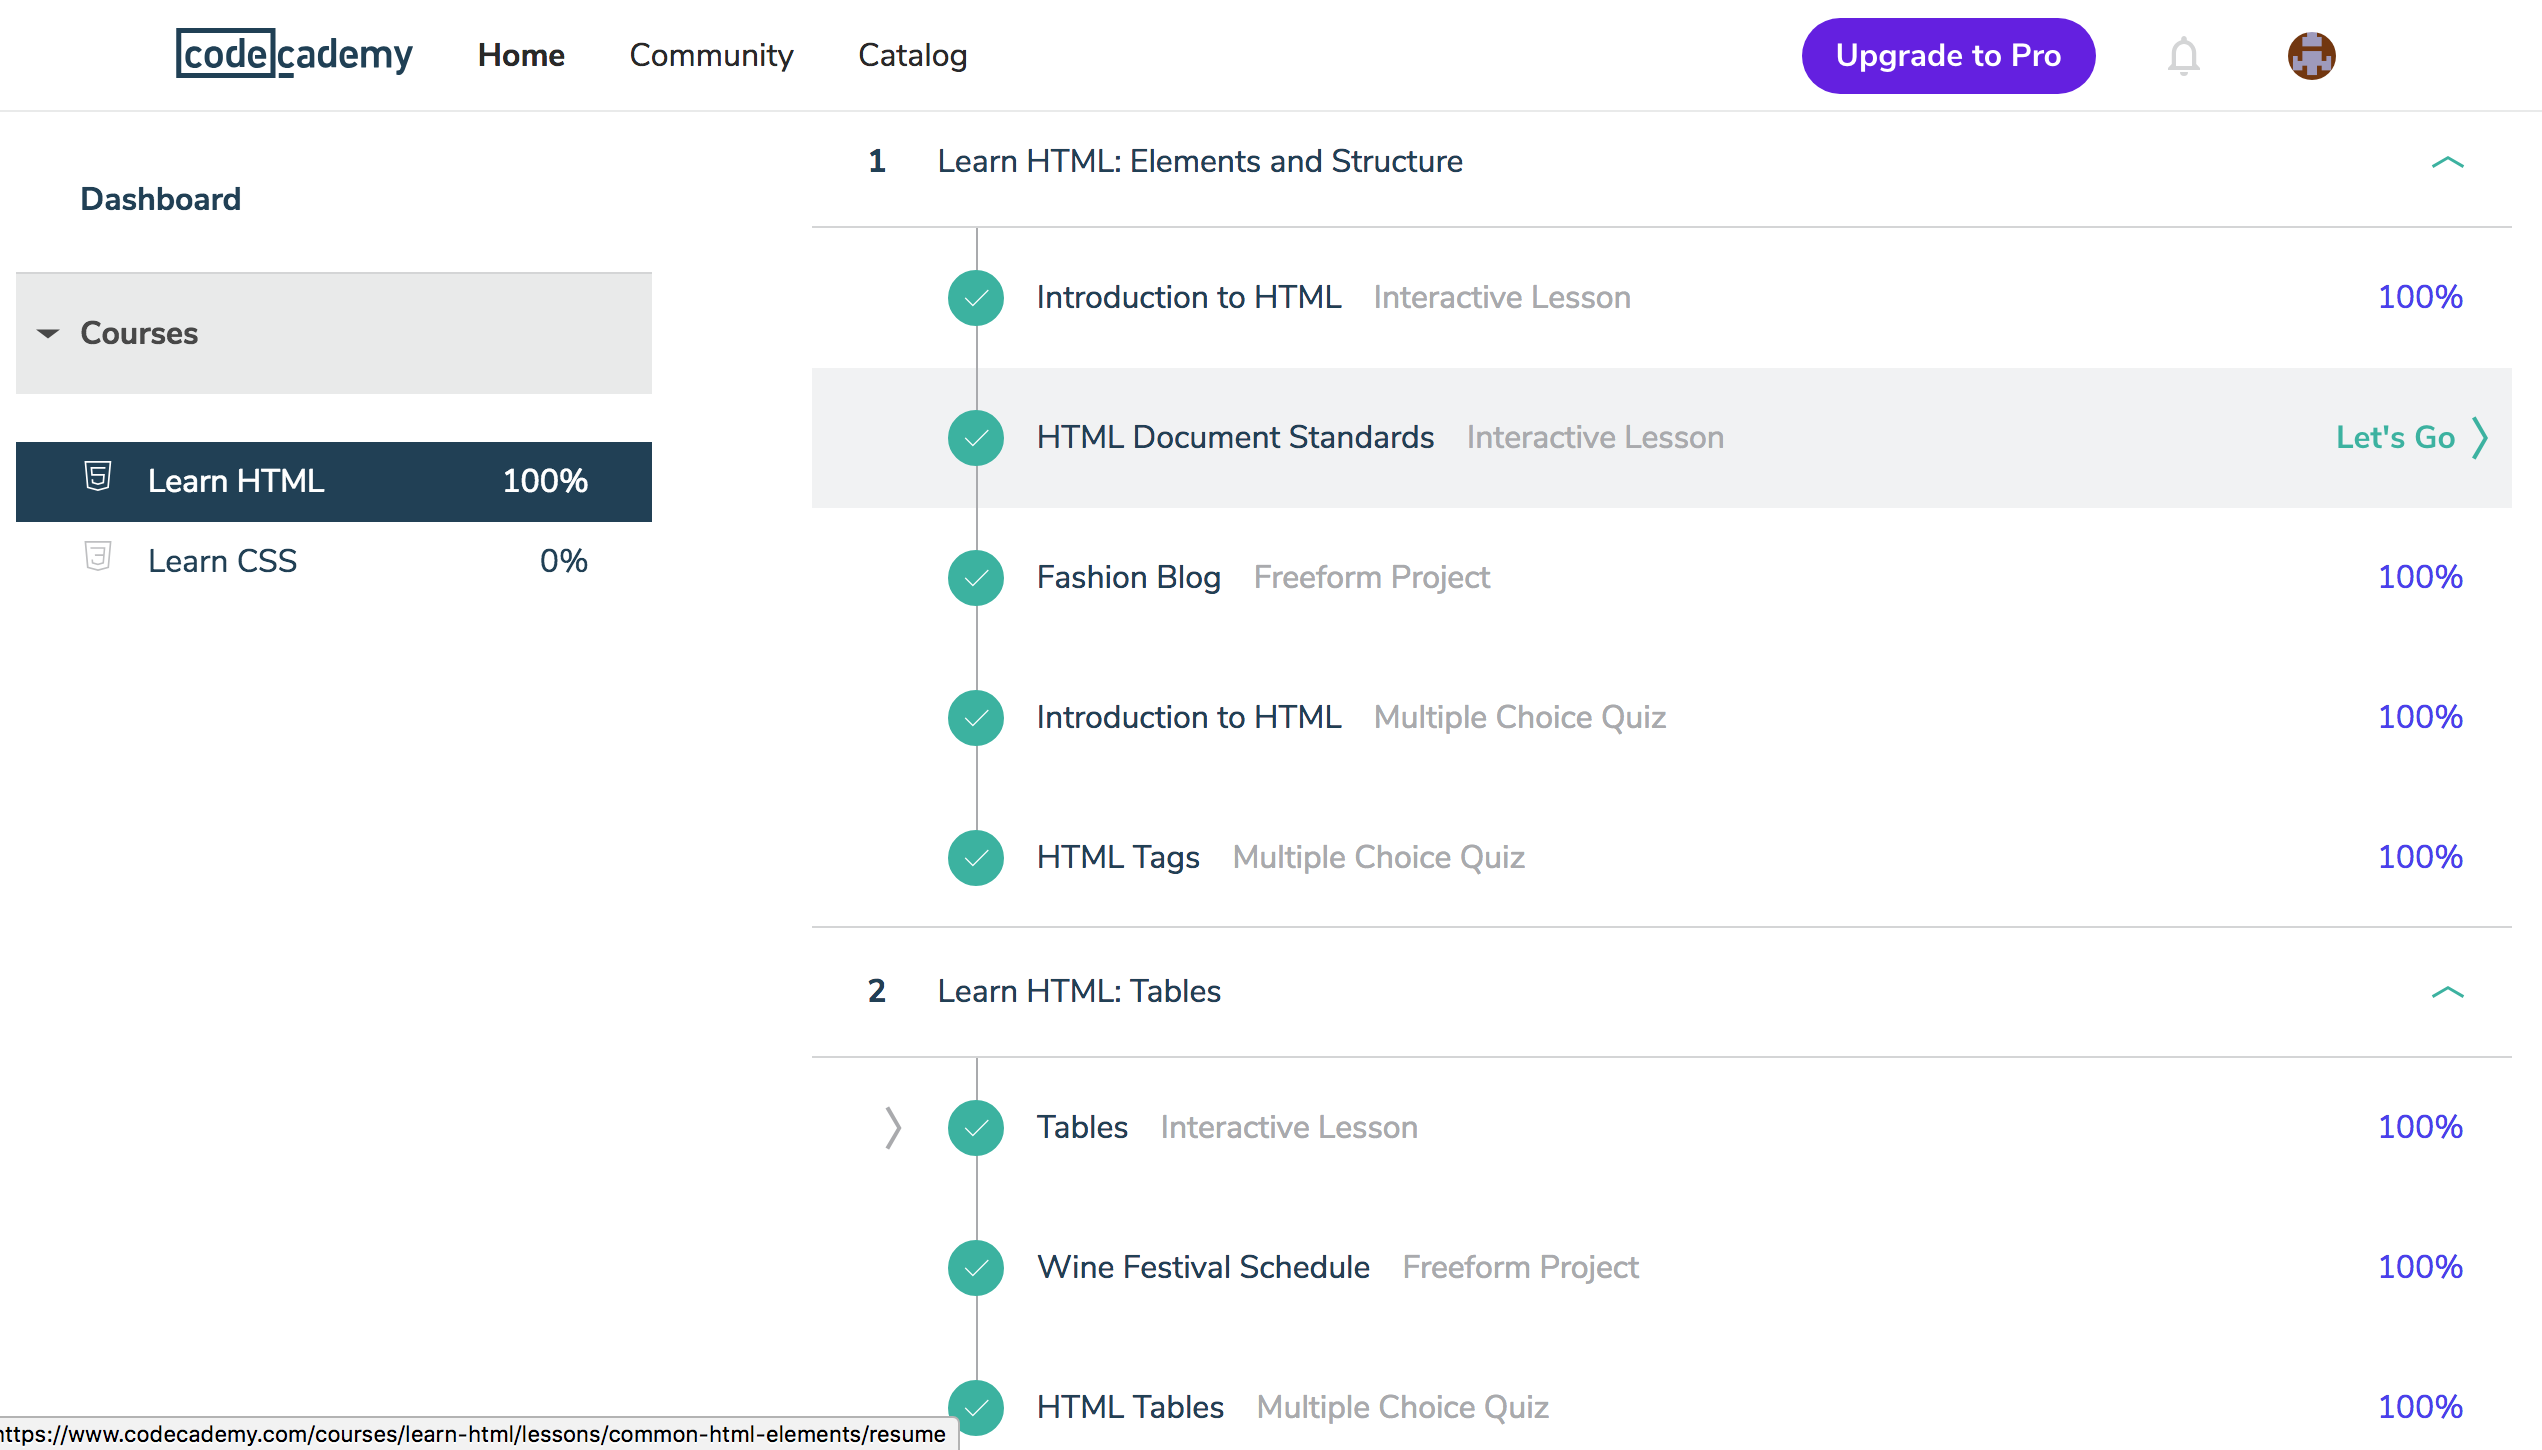 codecademy Home Community Catalog Upgrade to Pro
Dashboard
Courses
Learn HTML 100%
Learn CSS 0%
1 Learn HTML: Elements and Structure
Introduction to HTML Interactive Lesson 100%
HTML Document Standards Interactive Lesson Let's Go
Fashion Blog Freeform Project 100%
Introduction to HTML Multiple Choice Quiz 100%
HTML Tags Multiple Choice Quiz 100%
2 Learn HTML: Tables
Tables Interactive Lesson 100%
Wine Festival Schedule Freeform Project 100%
HTML Tables Multiple Choice Quiz 100%
https://www.codecademy.com/courses/learn-html/lessons/common-html-elements/resume